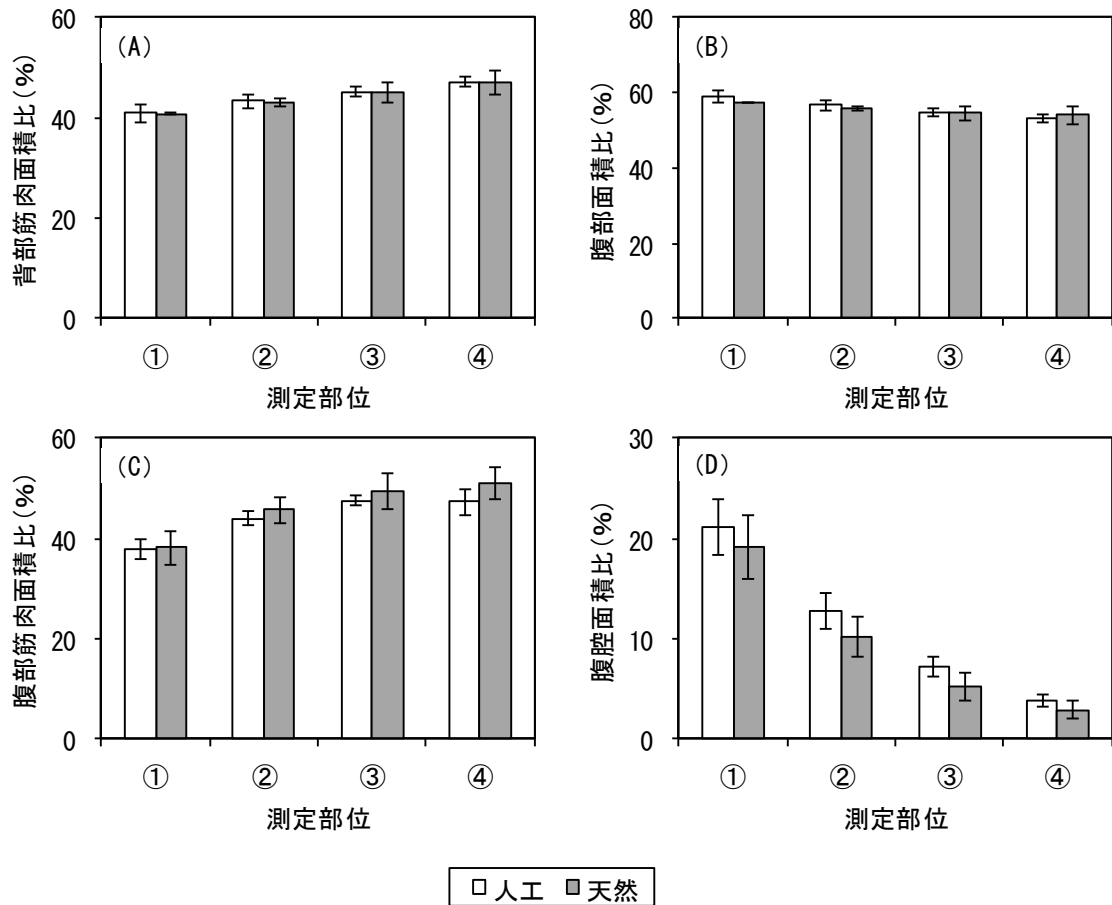 (A)
背部筋肉面積比(%)
60
40
20
0
① ② ③ ④
測定部位
(B)
腹部面積比(%)
80
60
40
20
0
① ② ③ ④
測定部位
(C)
腹部筋肉面積比(%)
60
40
20
0
① ② ③ ④
測定部位
(D)
腹腔面積比(%)
30
20
10
0
① ② ③ ④
測定部位
人工 天然